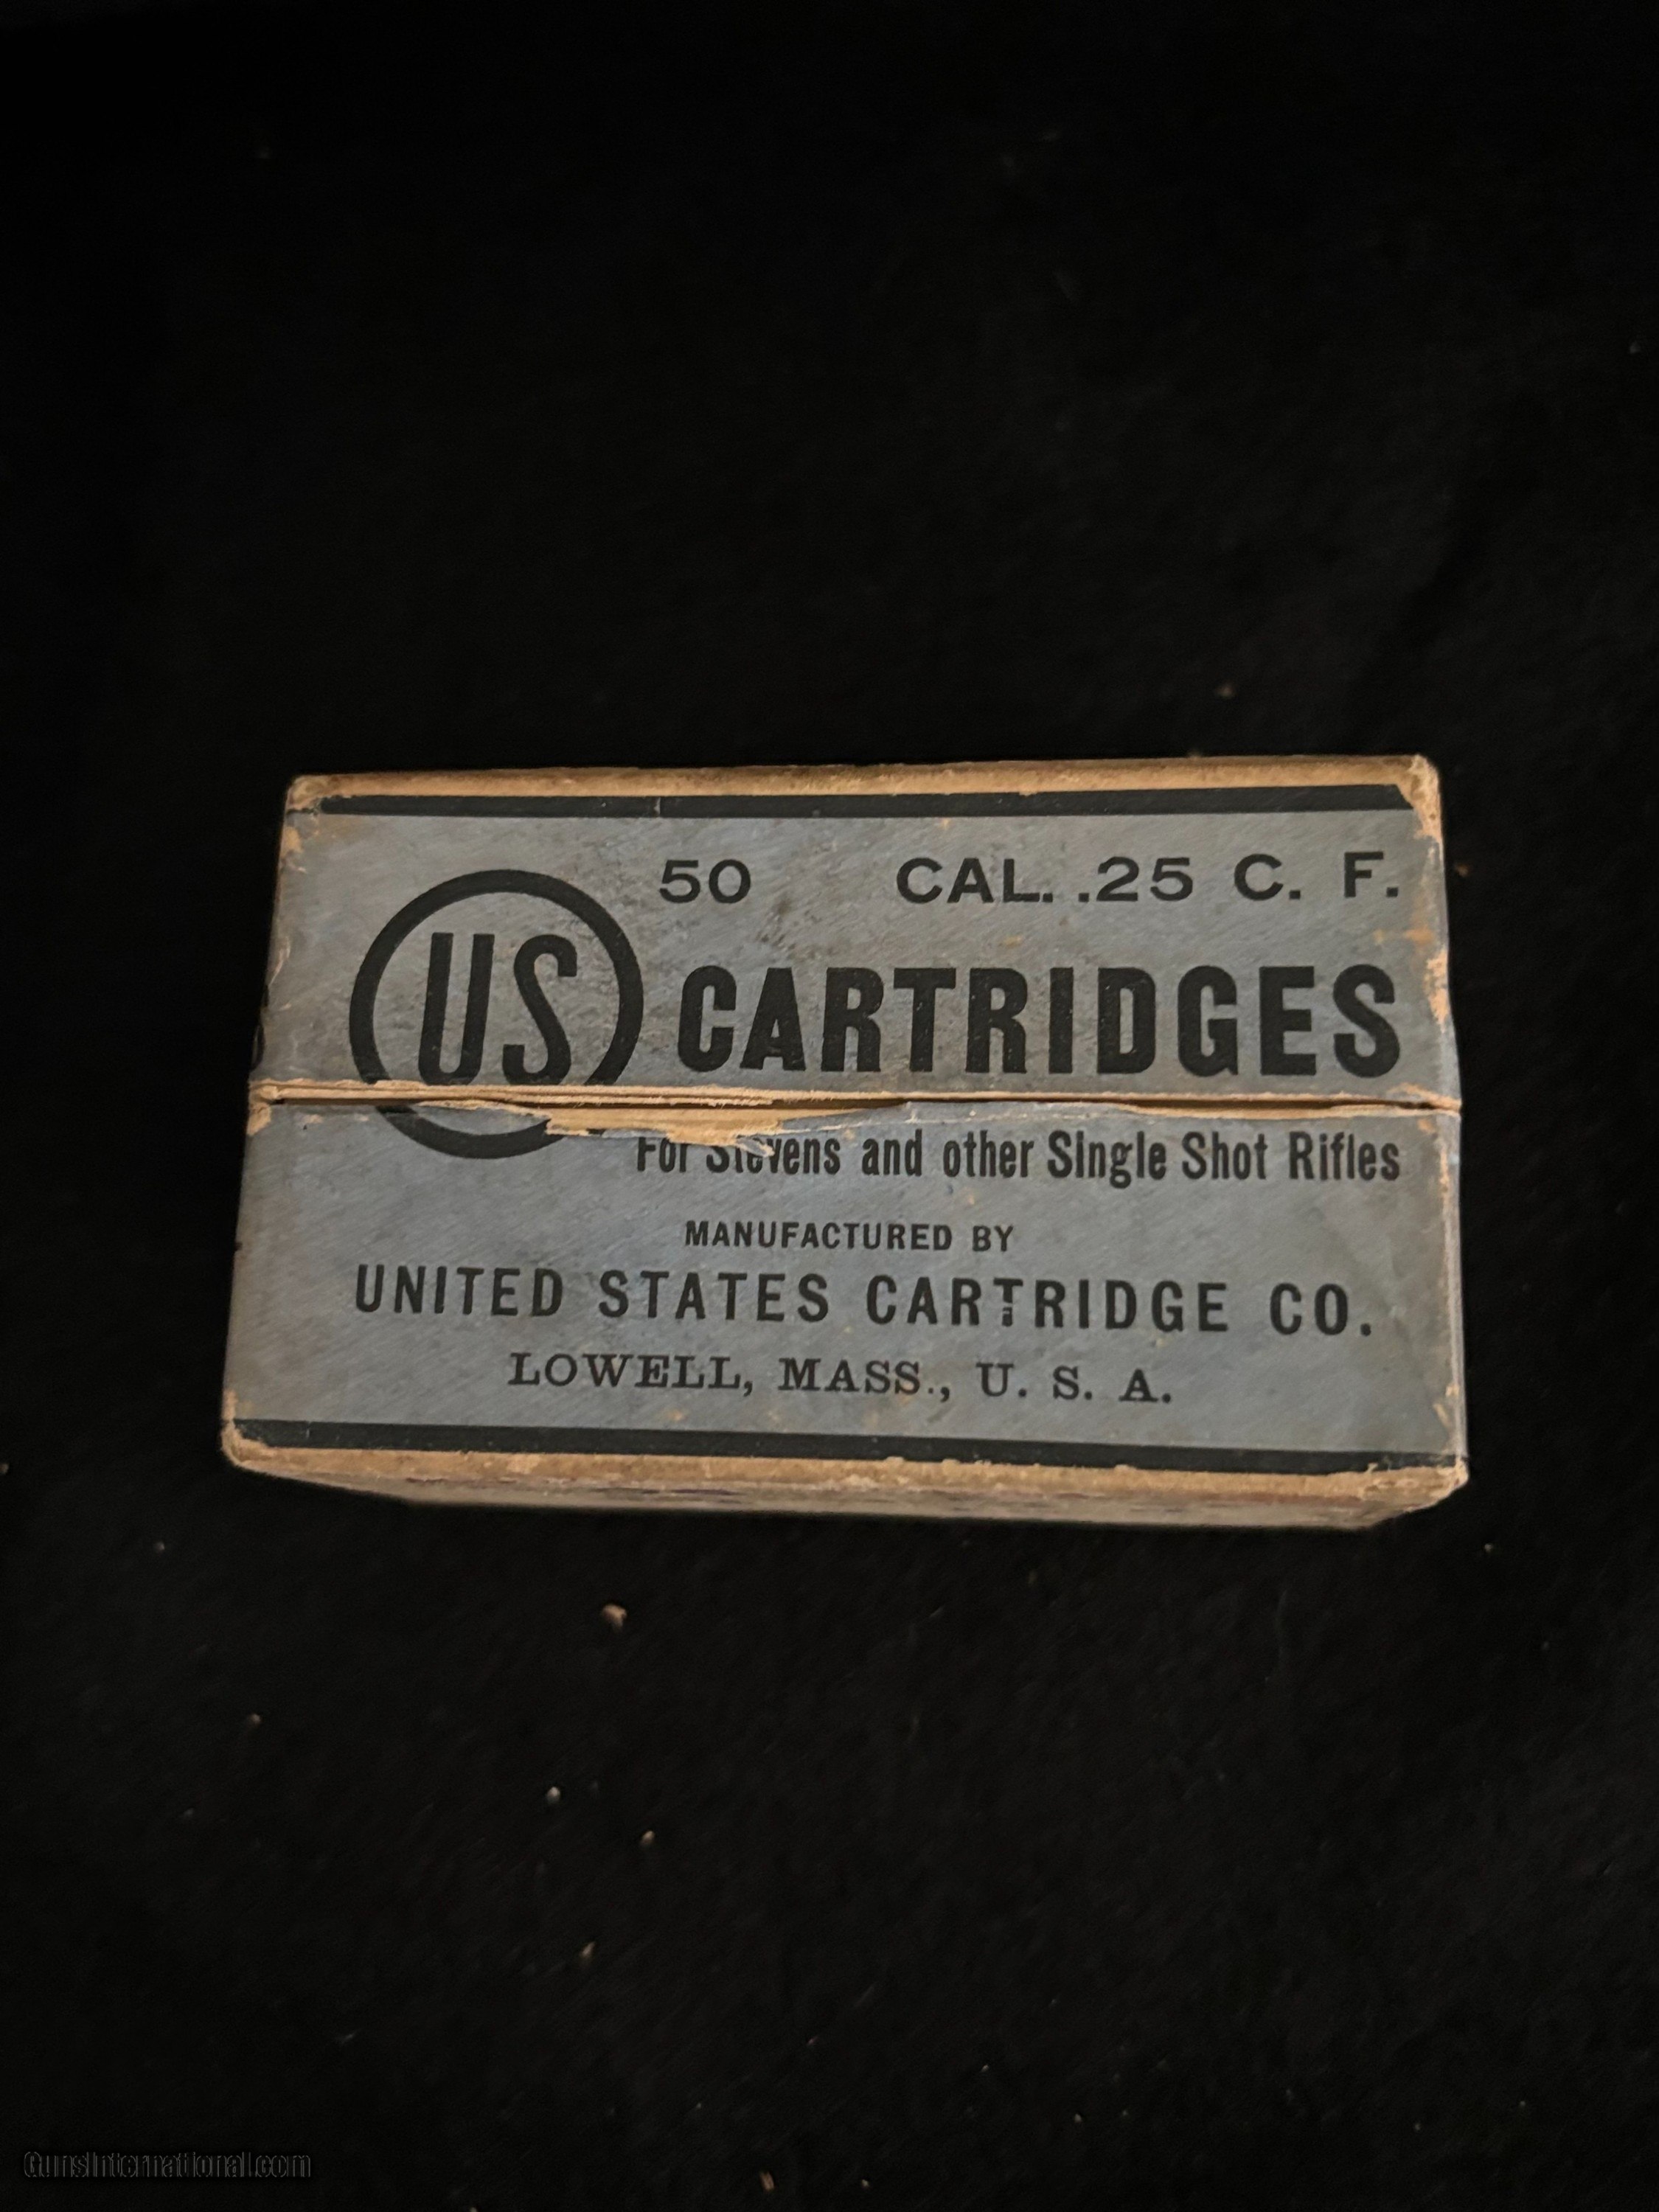 50 CAL. .25 C. F.
US CARTRIDGES
For Stevens and other Single Shot Rifles
MANUFACTURED BY
UNITED STATES CARTRIDGE CO.
LOWELL, MASS., U. S. A.
GunsInternational.com